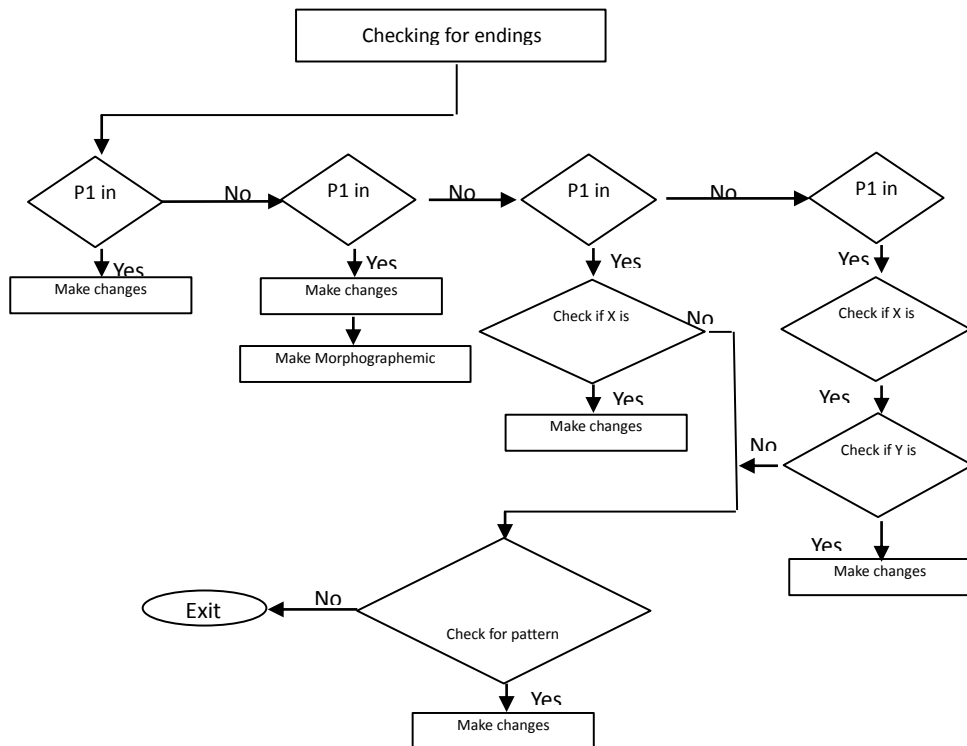 Checking for endings
P1 in
No
P1 in
No
P1 in
No
P1 in
Yes
Make changes
Yes
Make changes
Make Morphographemic
Yes
Check if X is
No
Yes
Make changes
Yes
Check if X is
Yes
Check if Y is
No
Yes
Make changes
Check for pattern
No
Exit
Yes
Make changes